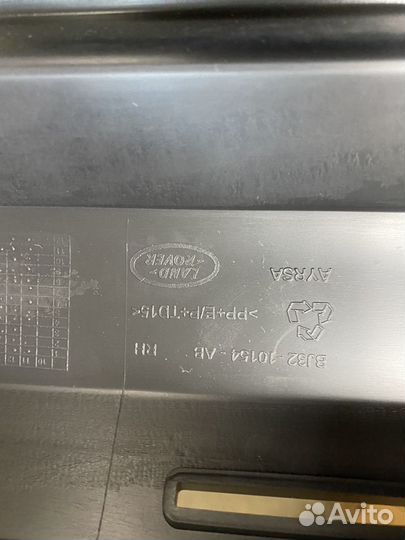 BJ32 -10154 -AB RH
>PP+E/P+TD15<
LAND
ROVER
AYRSA
Avito